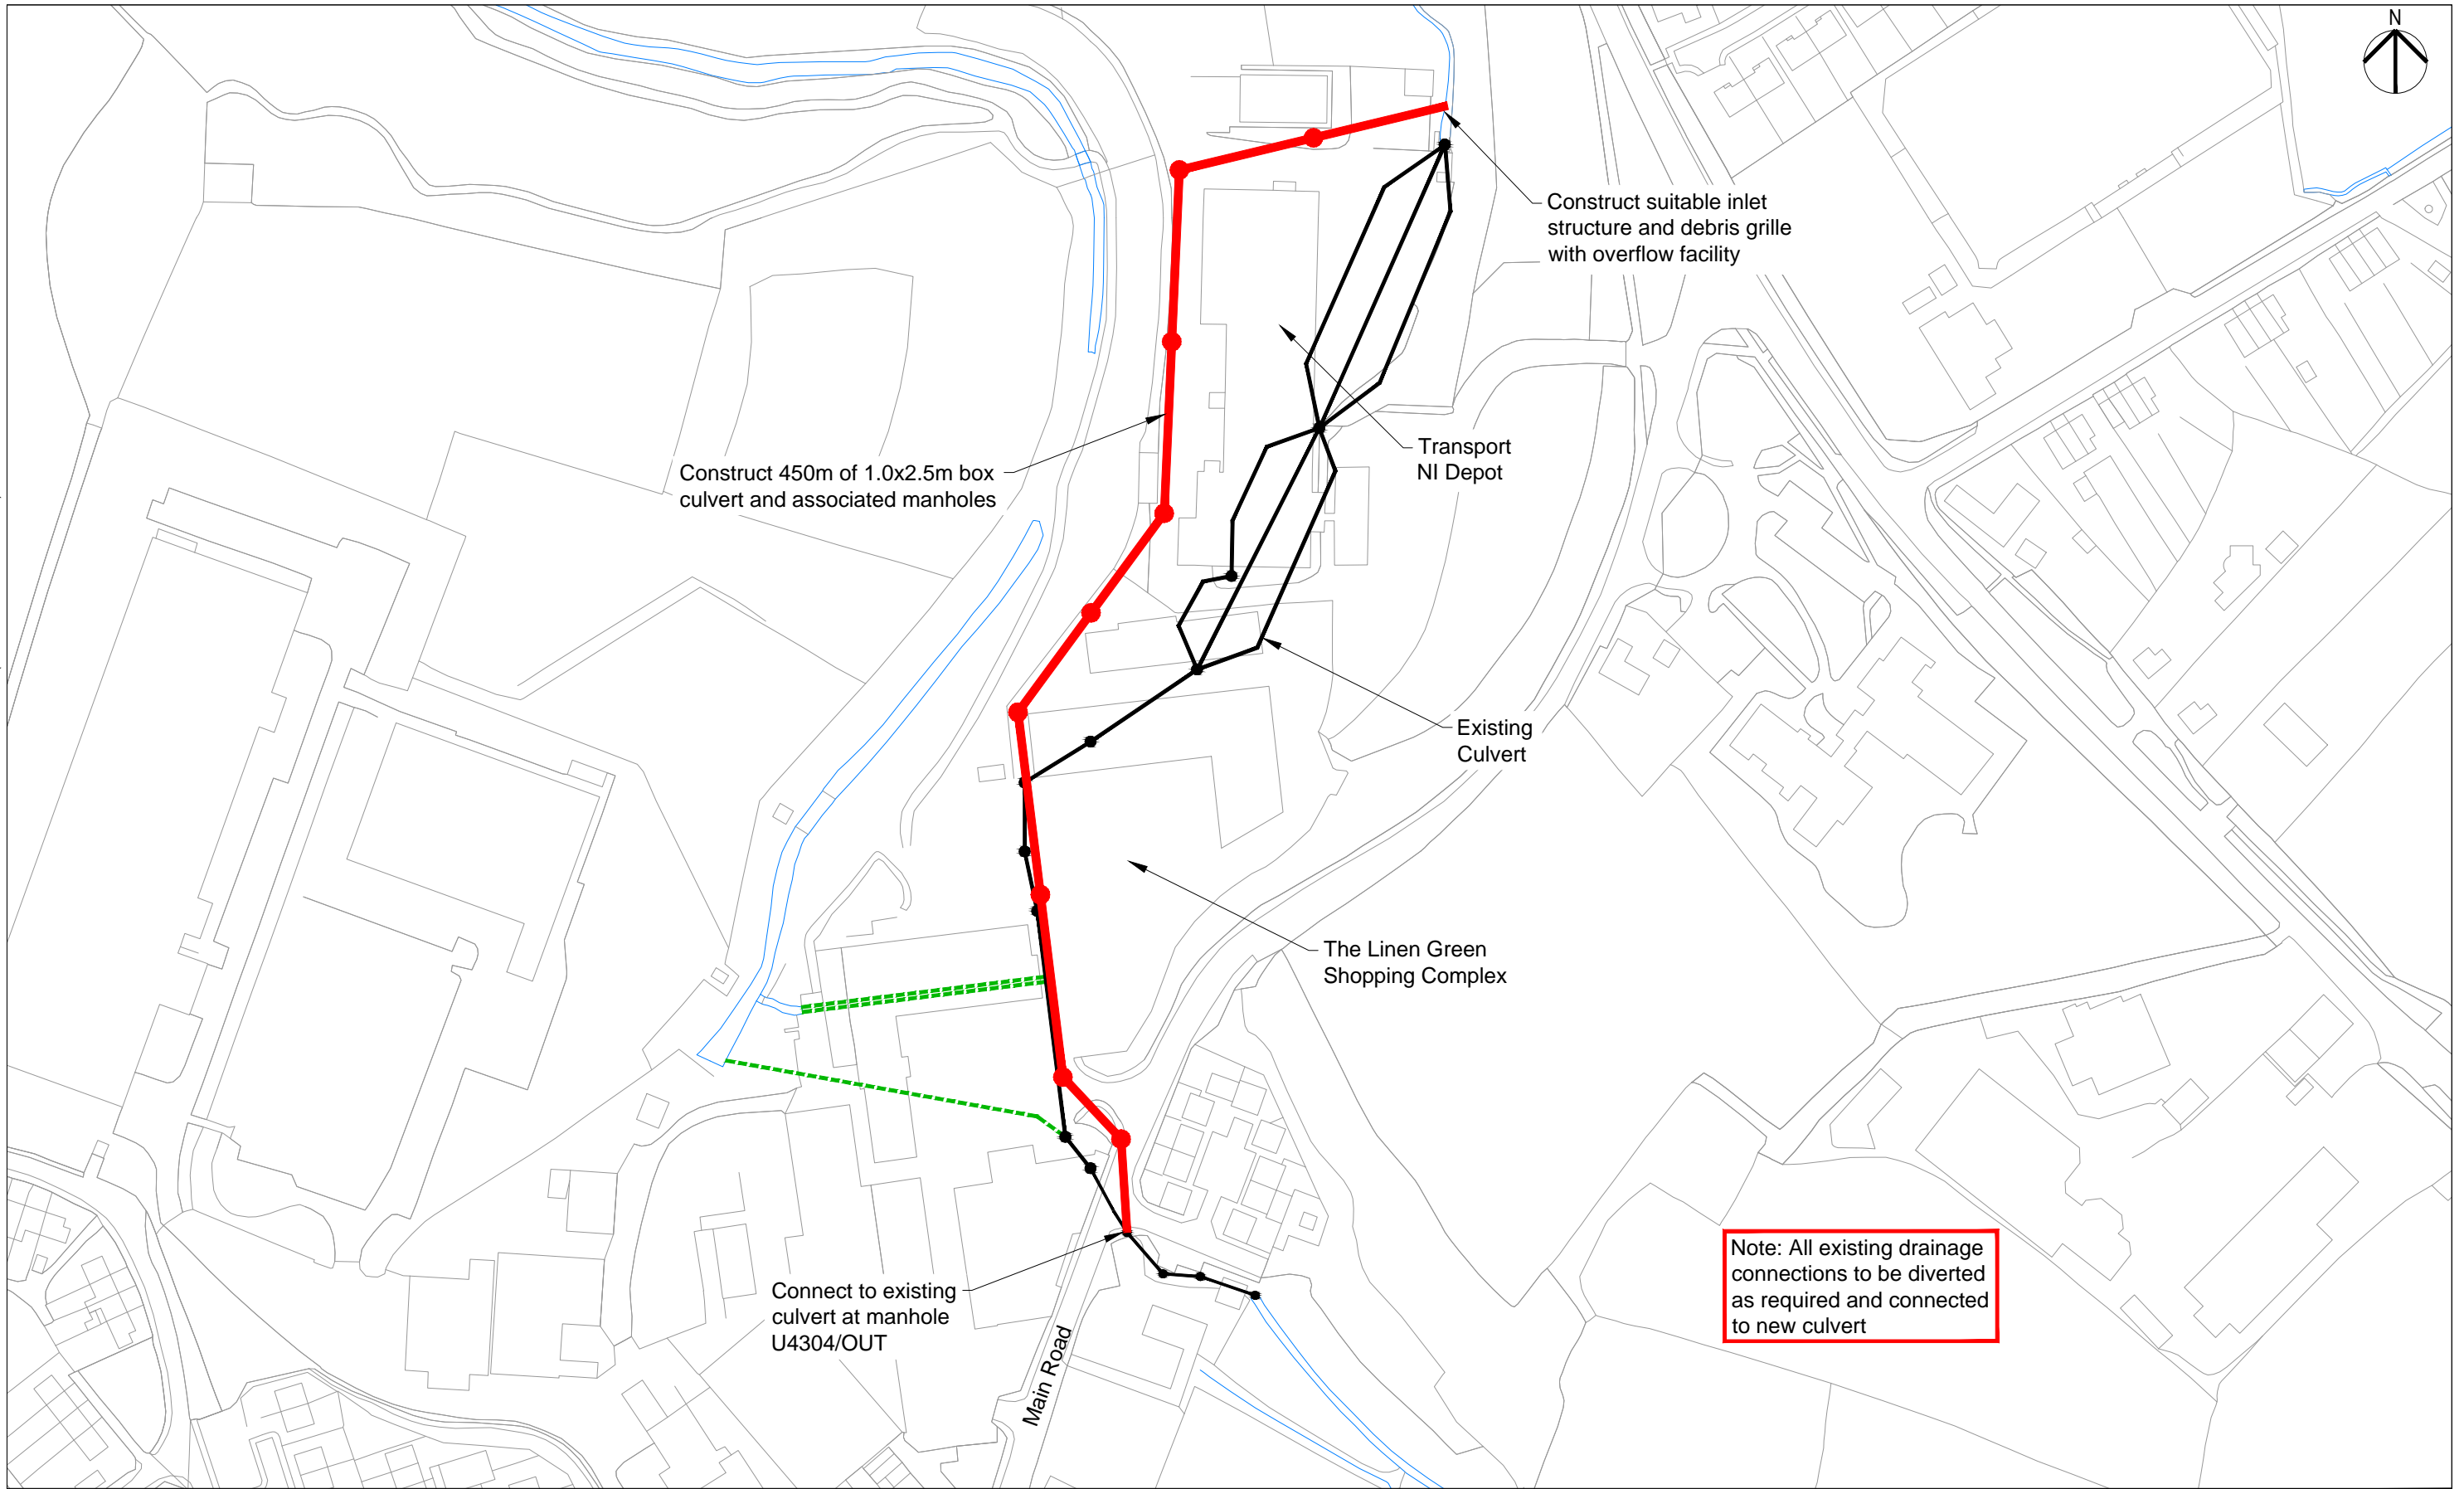 N
Construct suitable inlet
structure and debris grille
with overflow facility
Transport
NI Depot
Construct 450m of 1.0x2.5m box
culvert and associated manholes
Existing
Culvert
The Linen Green
Shopping Complex
Connect to existing
culvert at manhole
U4304/OUT
Main Road
Note: All existing drainage
connections to be diverted
as required and connected
to new culvert